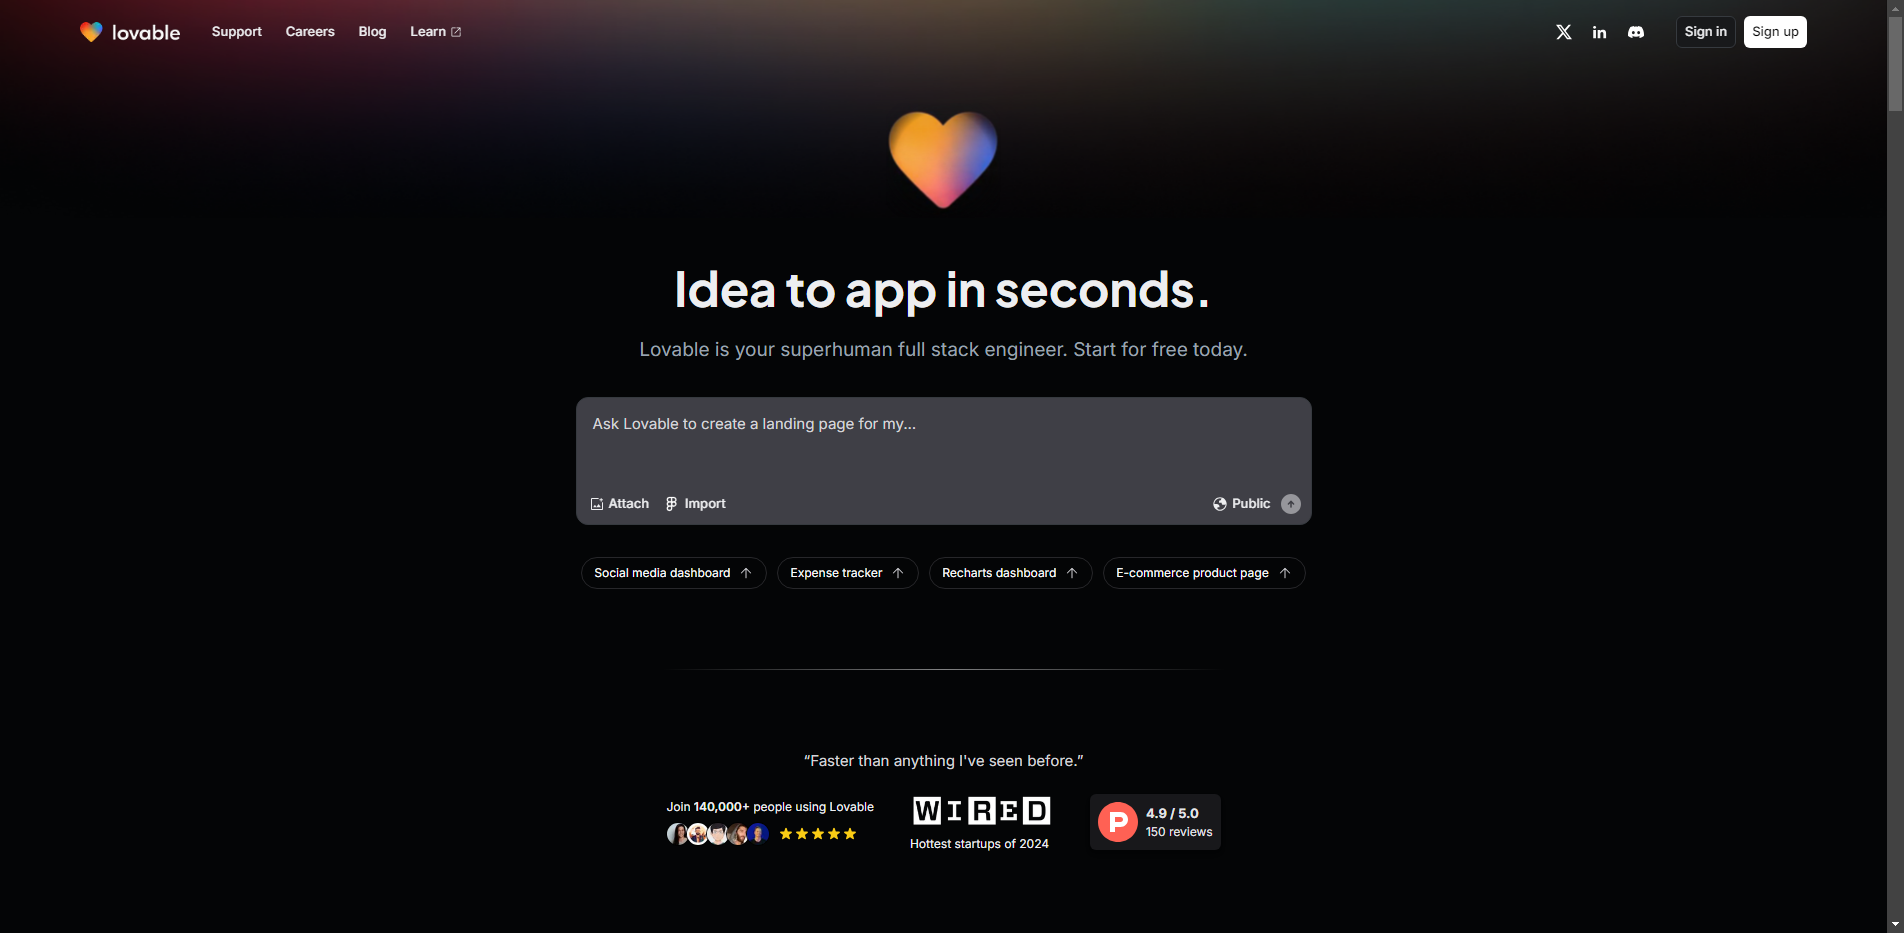 lovable
Support
Careers
Blog
Learn
Sign in
Sign up
Idea to app in seconds.
Lovable is your superhuman full stack engineer. Start for free today.
Ask Lovable to create a landing page for my...
Attach
Import
Public
Social media dashboard
Expense tracker
Recharts dashboard
E-commerce product page
“Faster than anything I've seen before.”
Join 140,000+ people using Lovable
WIRED
Hottest startups of 2024
P
4.9 / 5.0
150 reviews